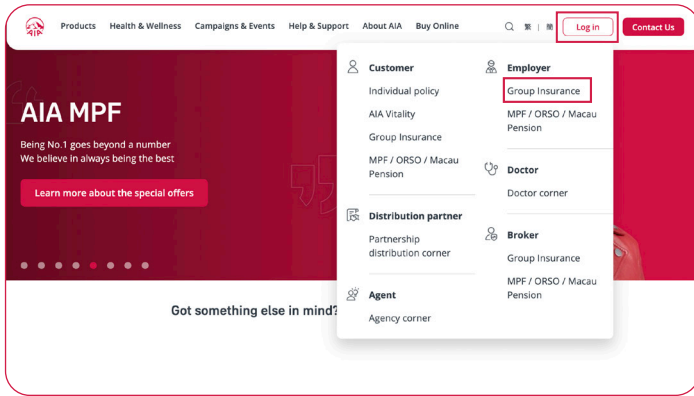 AIA
Products Health & Wellness Campaigns & Events Help & Support About AIA Buy Online 繁 | 簡 Log in Contact Us
AIA MPF
Being No.1 goes beyond a number
We believe in always being the best
Learn more about the special offers
Customer
Individual policy
AIA Vitality
Group Insurance
MPF / ORSO / Macau
Pension
Distribution partner
Partnership
distribution corner
Agent
Agency corner
Employer
Group Insurance
MPF / ORSO / Macau
Pension
Doctor
Doctor corner
Broker
Group Insurance
MPF / ORSO / Macau
Pension
Got something else in mind?